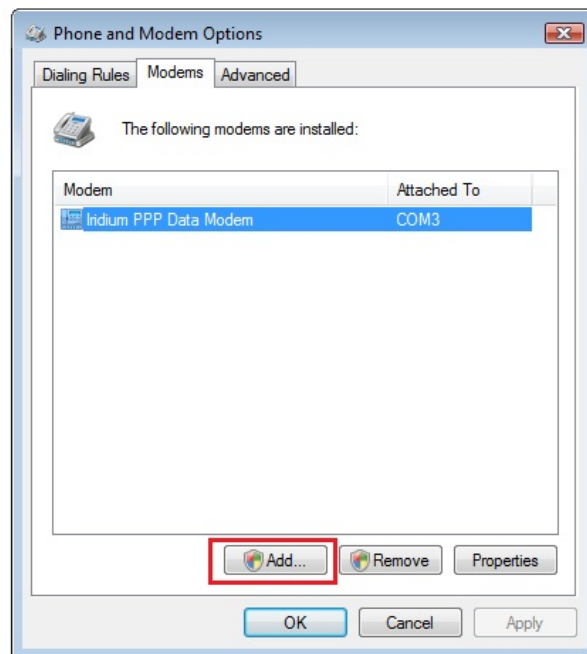 Phone and Modem Options
Dialing Rules Modems Advanced
The following modems are installed:
Modem Attached To
Iridium PPP Data Modem COM3
Add... Remove Properties
OK Cancel Apply